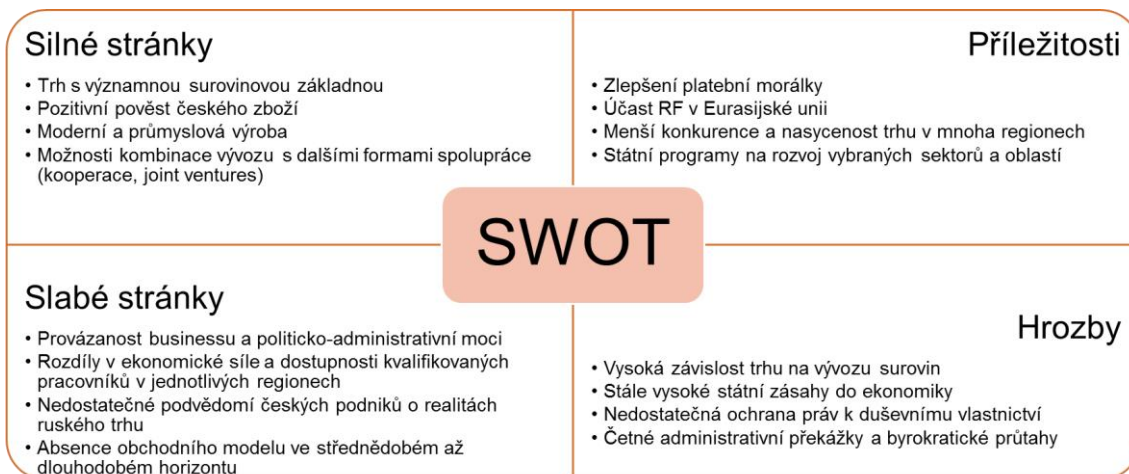 Silné stránky
• Trh s významnou surovinovou základnou
• Pozitivní pověst českého zboží
• Moderní a průmyslová výroba
• Možnosti kombinace vývozu s dalšími formami spolupráce
(kooperace, joint ventures)
Příležitosti
• Zlepšení platební morálky
• Účast RF v Eurasijské unii
• Menší konkurence a nasycenost trhu v mnoha regionech
• Státní programy na rozvoj vybraných sektorů a oblastí
SWOT
Slabé stránky
• Provázanost businessu a politicko-administrativní moci
• Rozdíly v ekonomické síle a dostupnosti kvalifikovaných
pracovníků v jednotlivých regionech
• Nedostatečné podvědomí českých podniků o realitách
ruského trhu
• Absence obchodního modelu ve střednědobém až
dlouhodobém horizontu
Hrozby
• Vysoká závislost trhu na vývozu surovin
• Stále vysoké státní zásahy do ekonomiky
• Nedostatečná ochrana práv k duševnímu vlastnictví
• Četné administrativní překážky a byrokratické průtahy